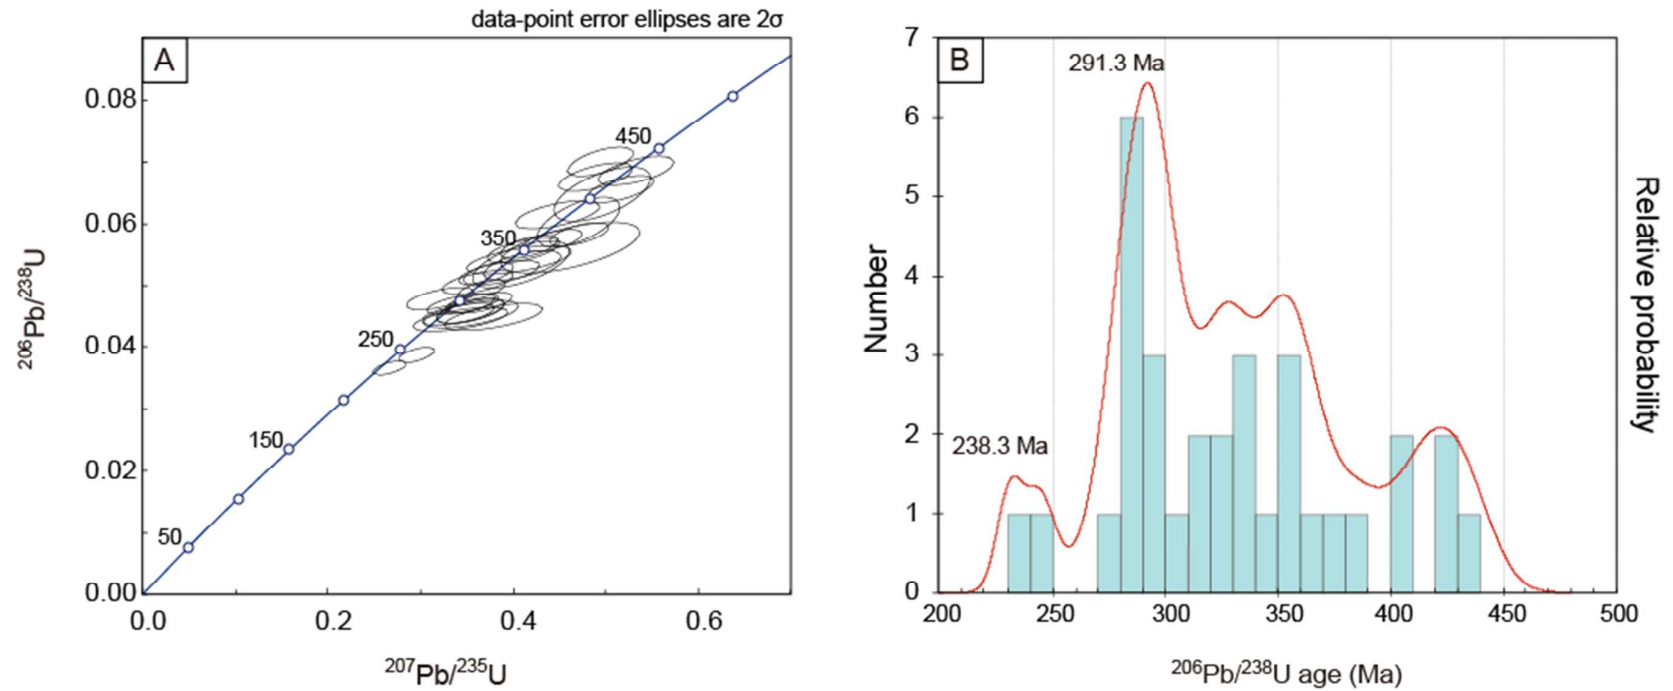 data-point error ellipses are 2σ
A
0.08
0.06
0.04
0.02
0.00
450
350
250
150
50
0.0 0.2 0.4 0.6
²⁰⁶Pb/²³⁸U
²⁰⁷Pb/²³⁵U
B
291.3 Ma
238.3 Ma
7
6
5
4
3
2
1
0
200 250 300 350 400 450 500
Number
Relative probability
²⁰⁶Pb/²³⁸U age (Ma)